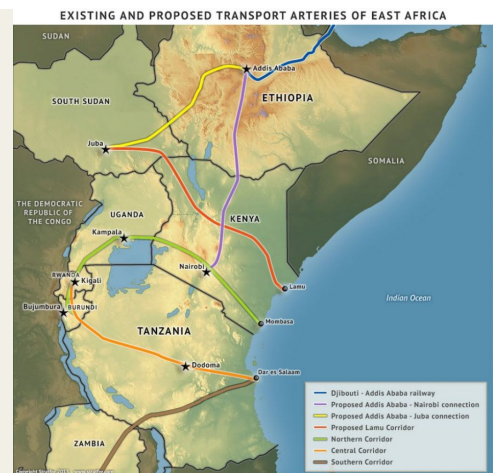 EXISTING AND PROPOSED TRANSPORT ARTERIES OF EAST AFRICA
SUDAN
Addis Ababa
ETHIOPIA
SOUTH SUDAN
Juba
SOMALIA
THE DEMOCRATIC
REPUBLIC OF
THE CONGO
UGANDA
KENYA
Kampala
Nairobi
RWANDA
Kigali
Lamu
Indian Ocean
Bujumbura
BURUNDI
Mombasa
TANZANIA
Dodoma
Dar es Salaam
ZAMBIA
Djibouti - Addis Ababa railway
Proposed Addis Ababa - Nairobi connection
Proposed Addis Ababa - Juba connection
Proposed Lamu Corridor
Northern Corridor
Central Corridor
Southern Corridor